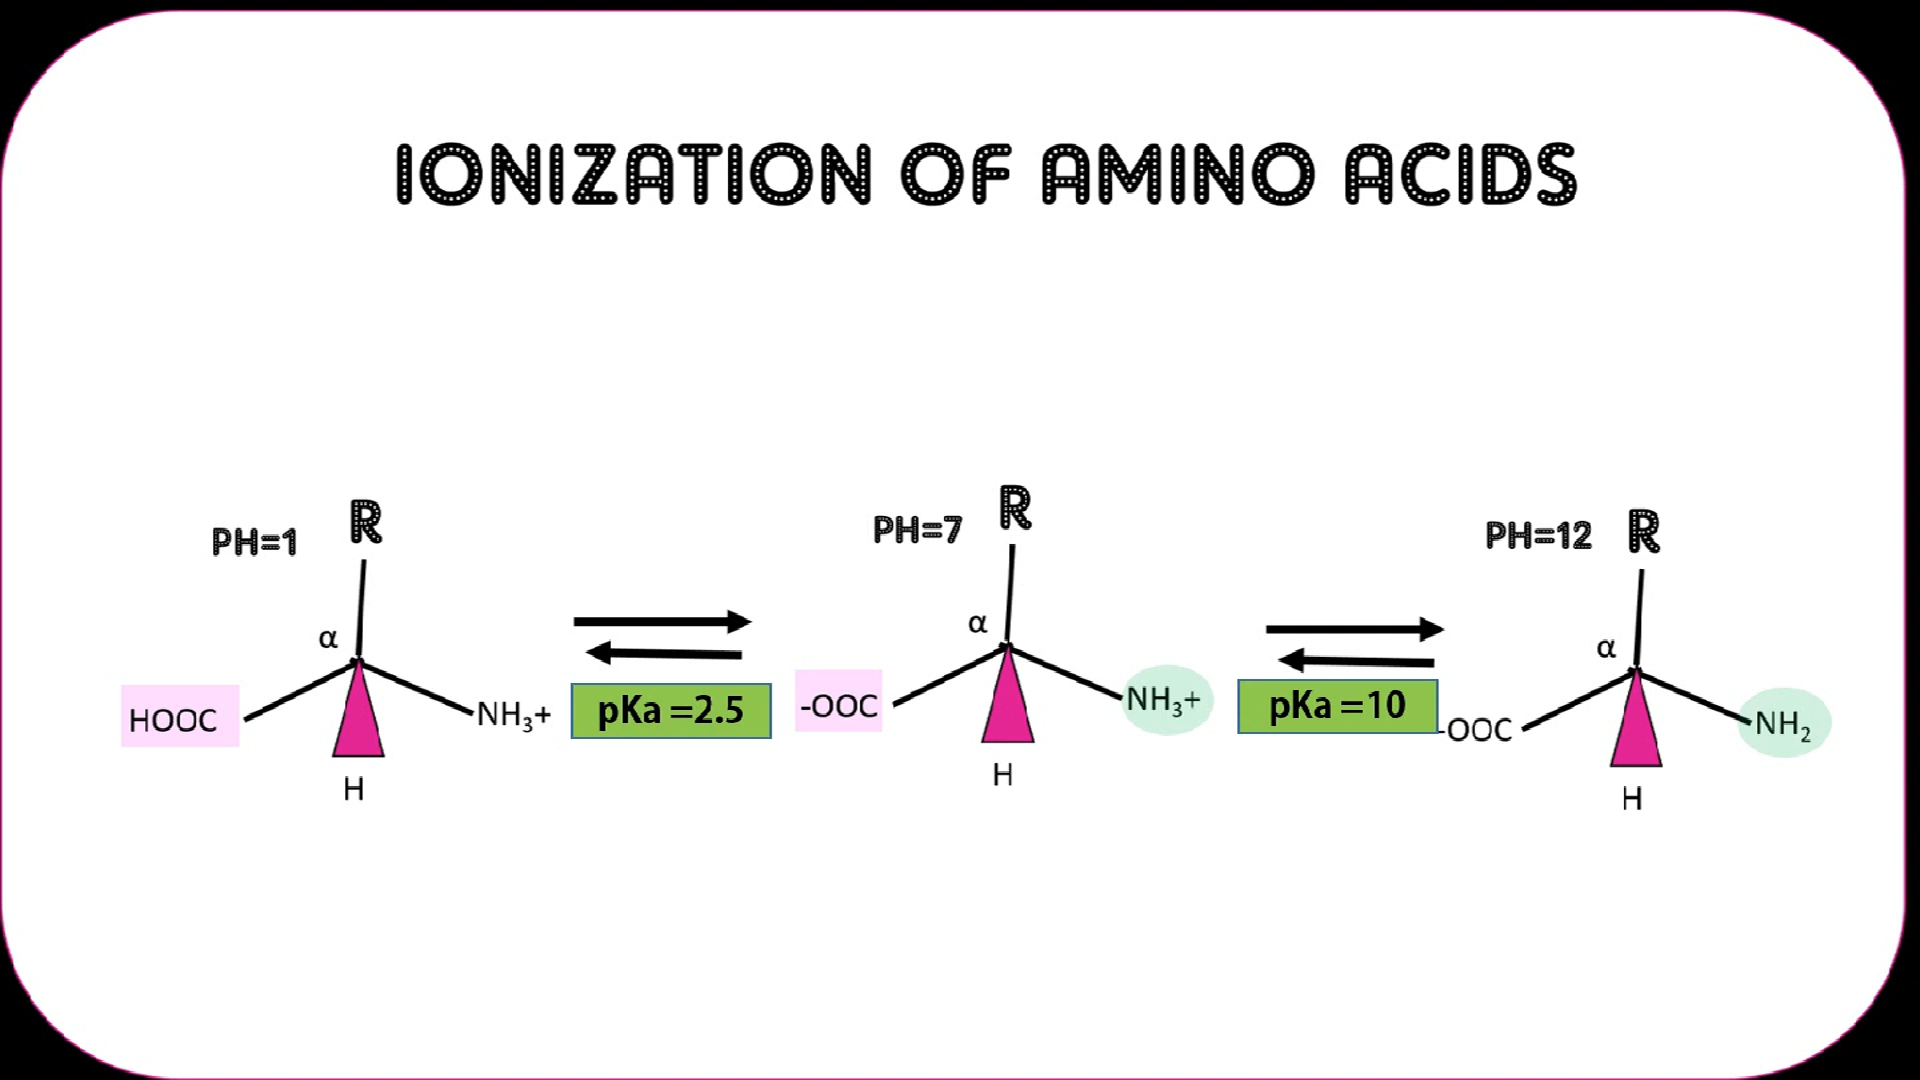 IONIZATION OF AMINO ACIDS
PH=1
R
α
HOOC
NH₃+
H
pKa =2.5
PH=7
R
α
-OOC
NH₃+
H
pKa =10
PH=12
R
α
-OOC
NH₂
H